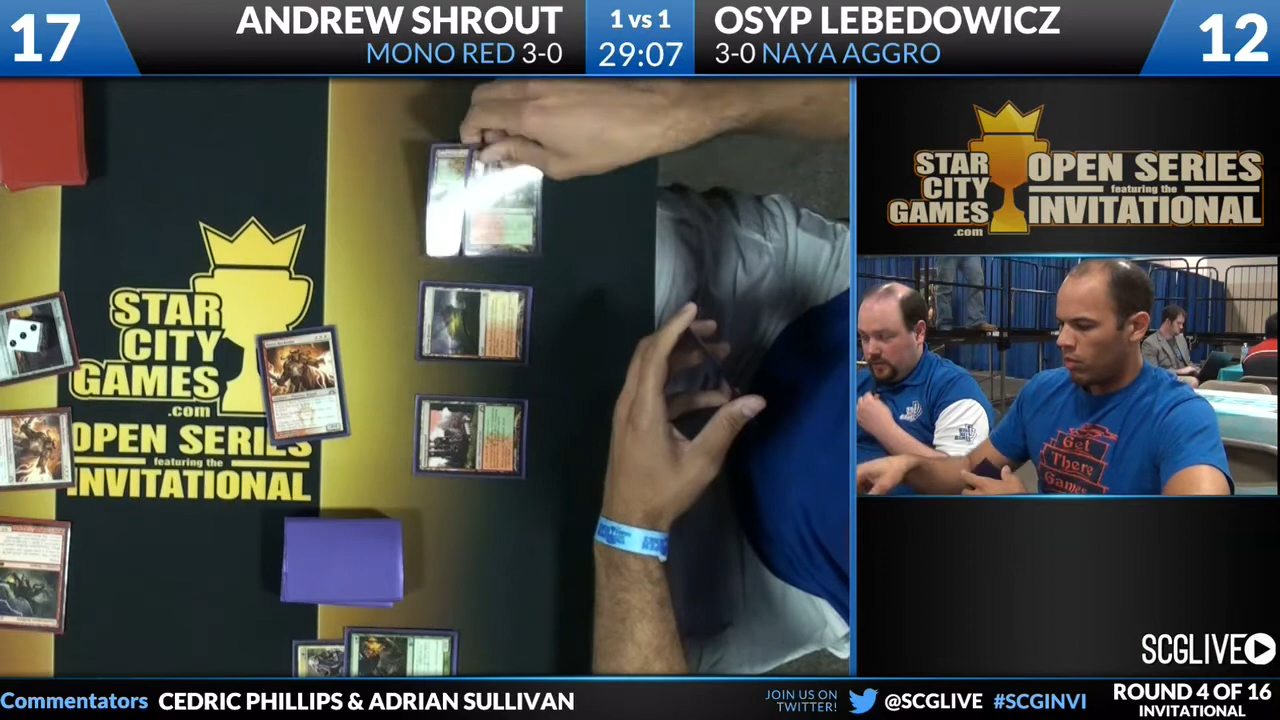 17
ANDREW SHROUT
MONO RED 3-0
1 vs 1
29:07
OSYP LEBEDOWICZ
3-0 NAYA AGGRO
12
STAR
CITY
GAMES
.com
OPEN SERIES
featuring the
INVITATIONAL
STAR
CITY
GAMES
.com
OPEN SERIES
featuring the
INVITATIONAL
Get
There
Games
SCGLIVE
Commentators CEDRIC PHILLIPS & ADRIAN SULLIVAN
JOIN US ON
TWITTER!
@SCGLIVE #SCGINVI
ROUND 4 OF 16
INVITATIONAL